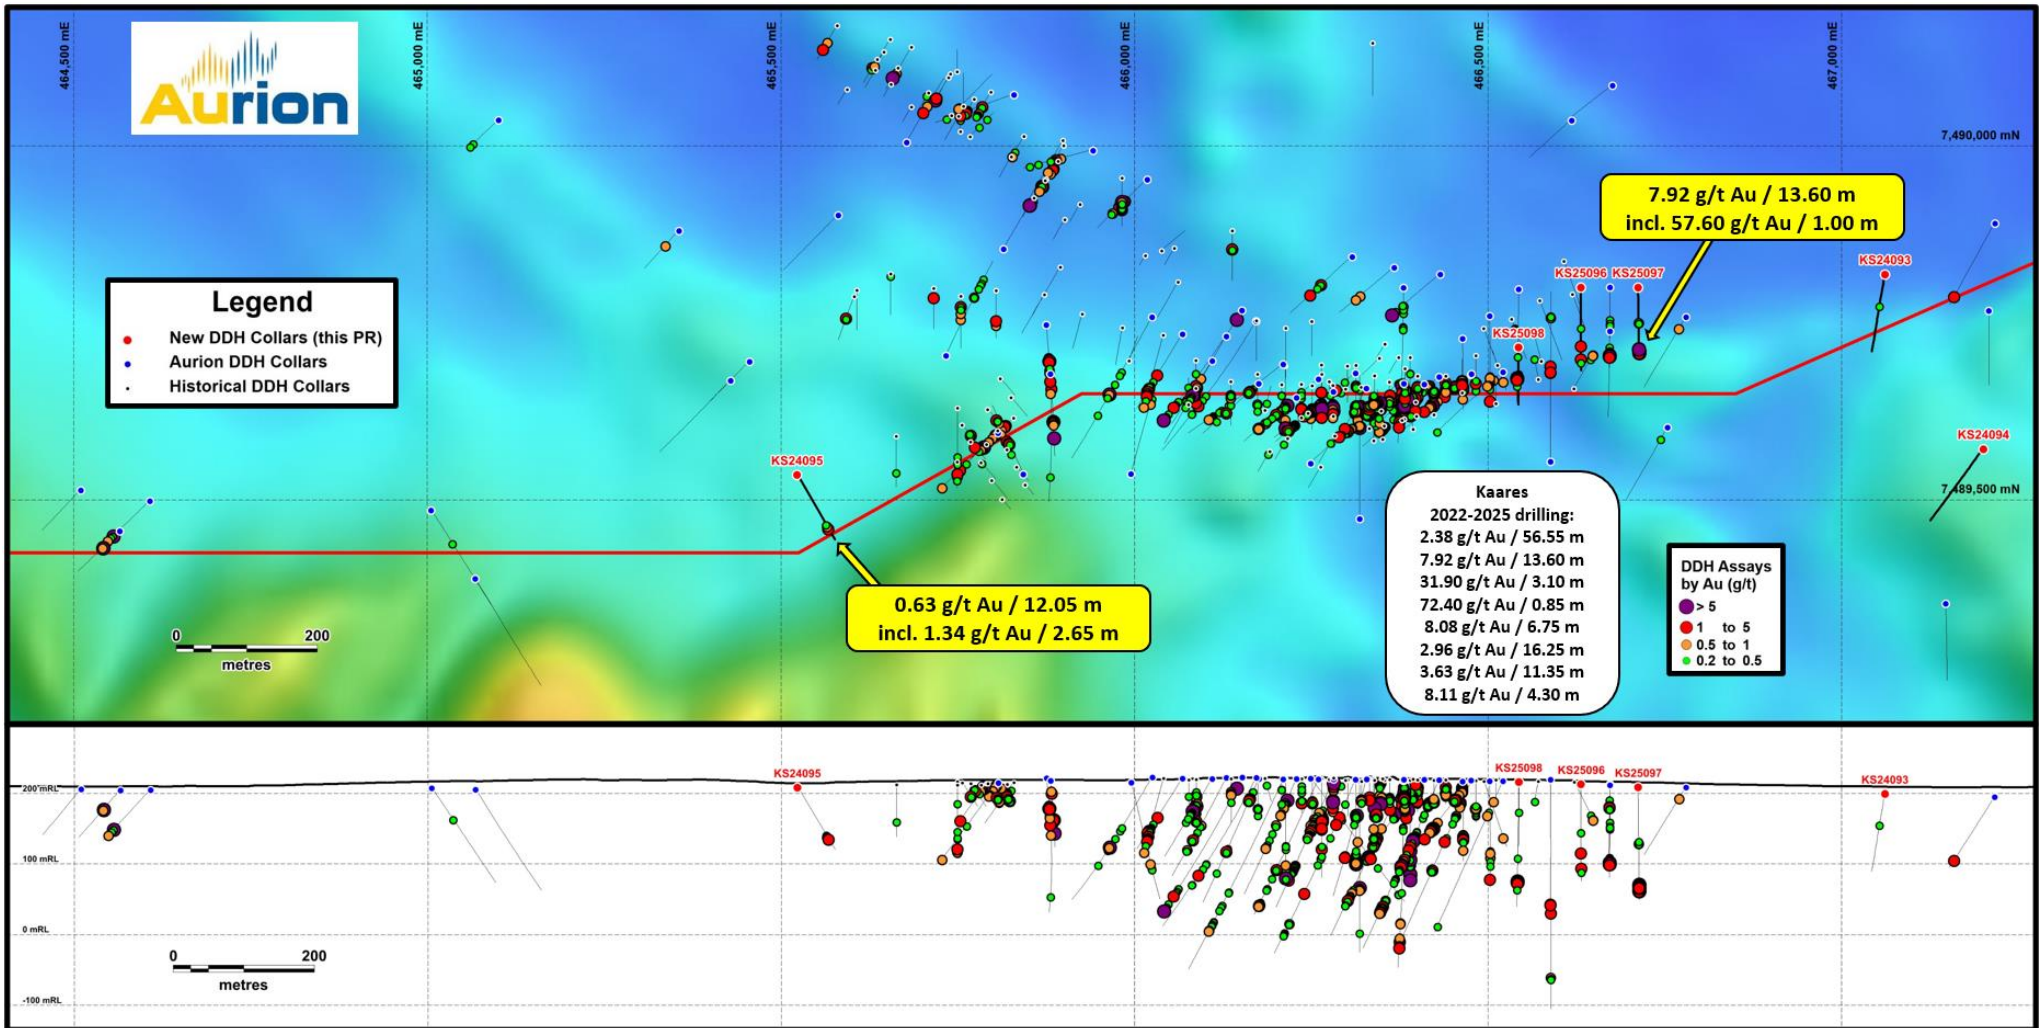 464,500 mE
465,000 mE
465,500 mE
466,000 mE
466,500 mE
467,000 mE
Aurion
7,490,000 mN
7.92 g/t Au / 13.60 m
incl. 57.60 g/t Au / 1.00 m
KS24093
KS25096 KS25097
Legend
New DDH Collars (this PR)
Aurion DDH Collars
Historical DDH Collars
KS25098
KS24094
KS24095
7,489,500 mN
Kaares
2022-2025 drilling:
2.38 g/t Au / 56.55 m
7.92 g/t Au / 13.60 m
31.90 g/t Au / 3.10 m
72.40 g/t Au / 0.85 m
8.08 g/t Au / 6.75 m
2.96 g/t Au / 16.25 m
3.63 g/t Au / 11.35 m
8.11 g/t Au / 4.30 m
DDH Assays
by Au (g/t)
> 5
1 to 5
0.5 to 1
0.2 to 0.5
0.63 g/t Au / 12.05 m
incl. 1.34 g/t Au / 2.65 m
0 200
metres
KS24095
KS25098 KS25096 KS25097
KS24093
200 mRL
100 mRL
0 mRL
0 200
metres
-100 mRL